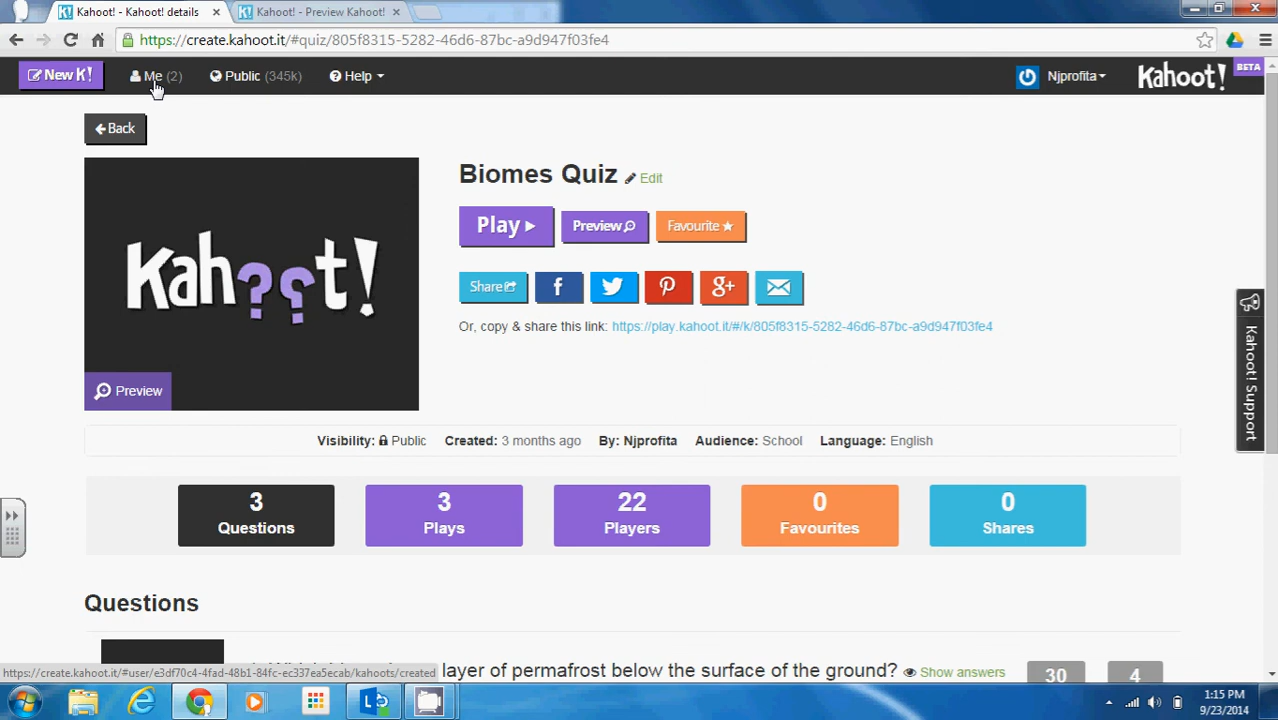 Kahoot! - Kahoot! details
Kahoot! - Preview Kahoot!
https://create.kahoot.it/#quiz/805f8315-5282-46d6-87bc-a9d947f03fe4
New K!
Me (2)
Public (345k)
Help
Njprofita
Kahoot!
BETA
Back
Biomes Quiz
Edit
Kahoot!
Play
Preview
Favourite
Share
Or, copy & share this link: https://play.kahoot.it/#/k/805f8315-5282-46d6-87bc-a9d947f03fe4
Preview
Kahoot! Support
Visibility: Public Created: 3 months ago By: Njprofita Audience: School Language: English
3
Questions
3
Plays
22
Players
0
Favourites
0
Shares
Questions
layer of permafrost below the surface of the ground?
Show answers
30
4
https://create.kahoot.it/#user/e3df70c4-4fad-48b1-84fc-ec337ea5ecab/kahoots/created
1:15 PM
9/23/2014